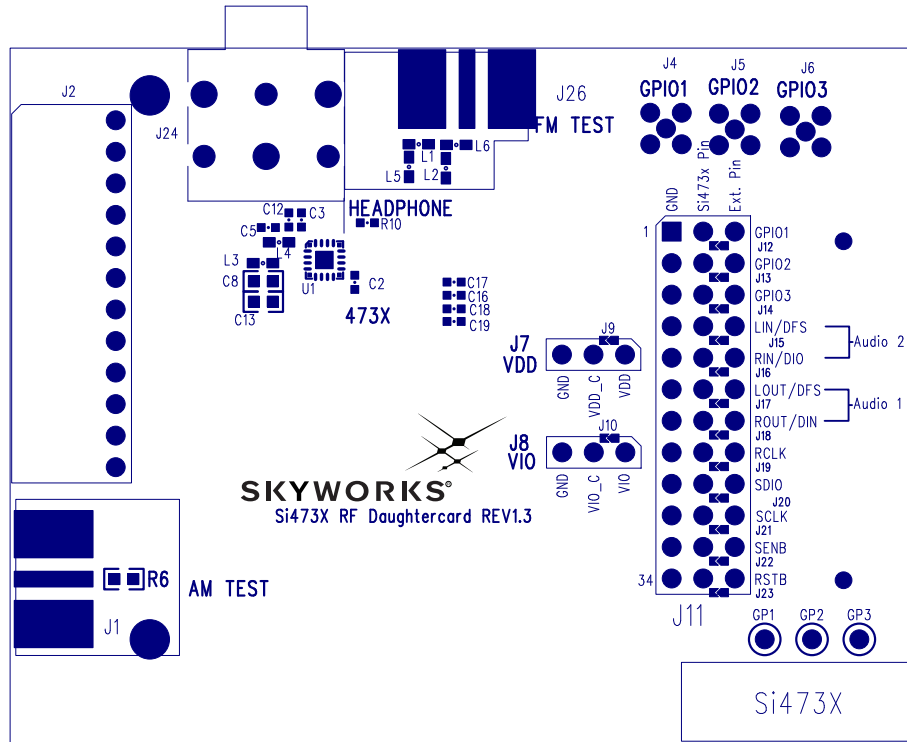 J2
J24
J26
FM TEST
J4
GPIO1
J5
GPIO2
J6
GPIO3
L1
L6
L5
L2
HEADPHONE
C12
C3
C5
R10
L4
L3
C8
U1
C2
C13
473X
C17
C16
C18
C19
GND
Si473x Pin
Ext. Pin
1
GPIO1
J12
GPIO2
J13
GPIO3
J14
LIN/DFS
J15
Audio 2
RIN/DIO
J16
LOUT/DFS
J17
Audio 1
ROUT/DIN
J18
RCLK
J19
SDIO
J20
SCLK
J21
SENB
J22
34
RSTB
J23
J11
J7
VDD
J9
GND
VDD_C
VDD
J8
VIO
J10
GND
VIO_C
VIO
SKYWORKS®
Si473X RF Daughtercard REV1.3
R6
AM TEST
J1
GP1
GP2
GP3
Si473X